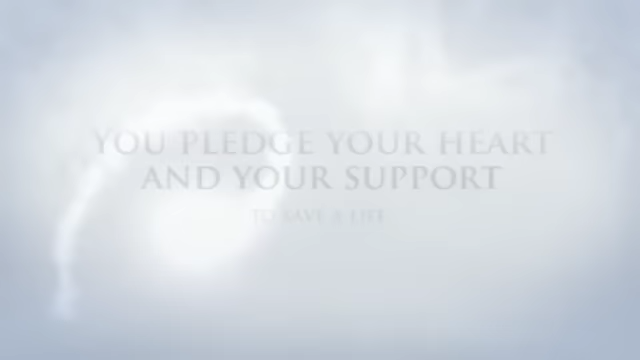 YOU PLEDGE YOUR HEART
AND YOUR SUPPORT
TO SAVE A LIFE